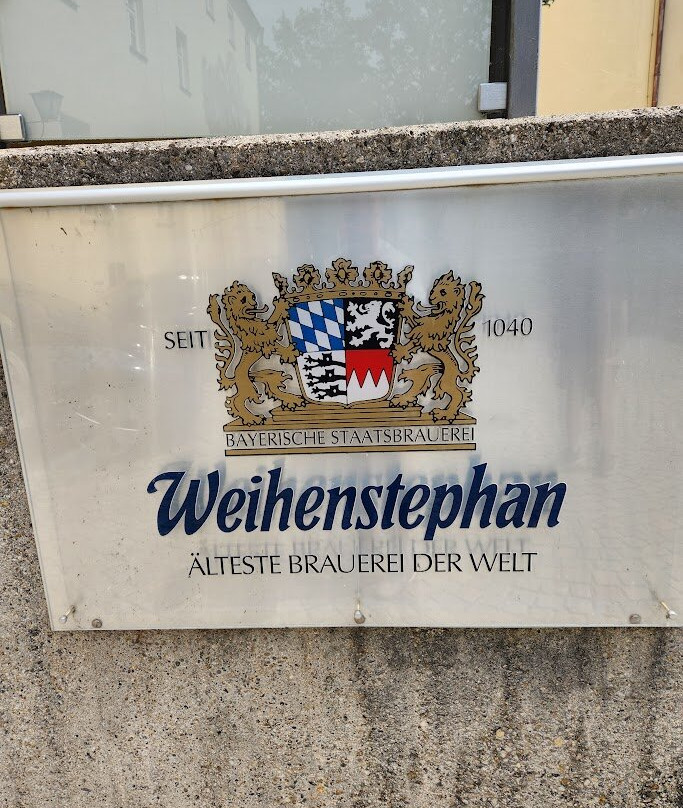 SEIT 1040
BAYERISCHE STAATSBRAUEREI
Weihenstephan
ÄLTESTE BRAUEREI DER WELT